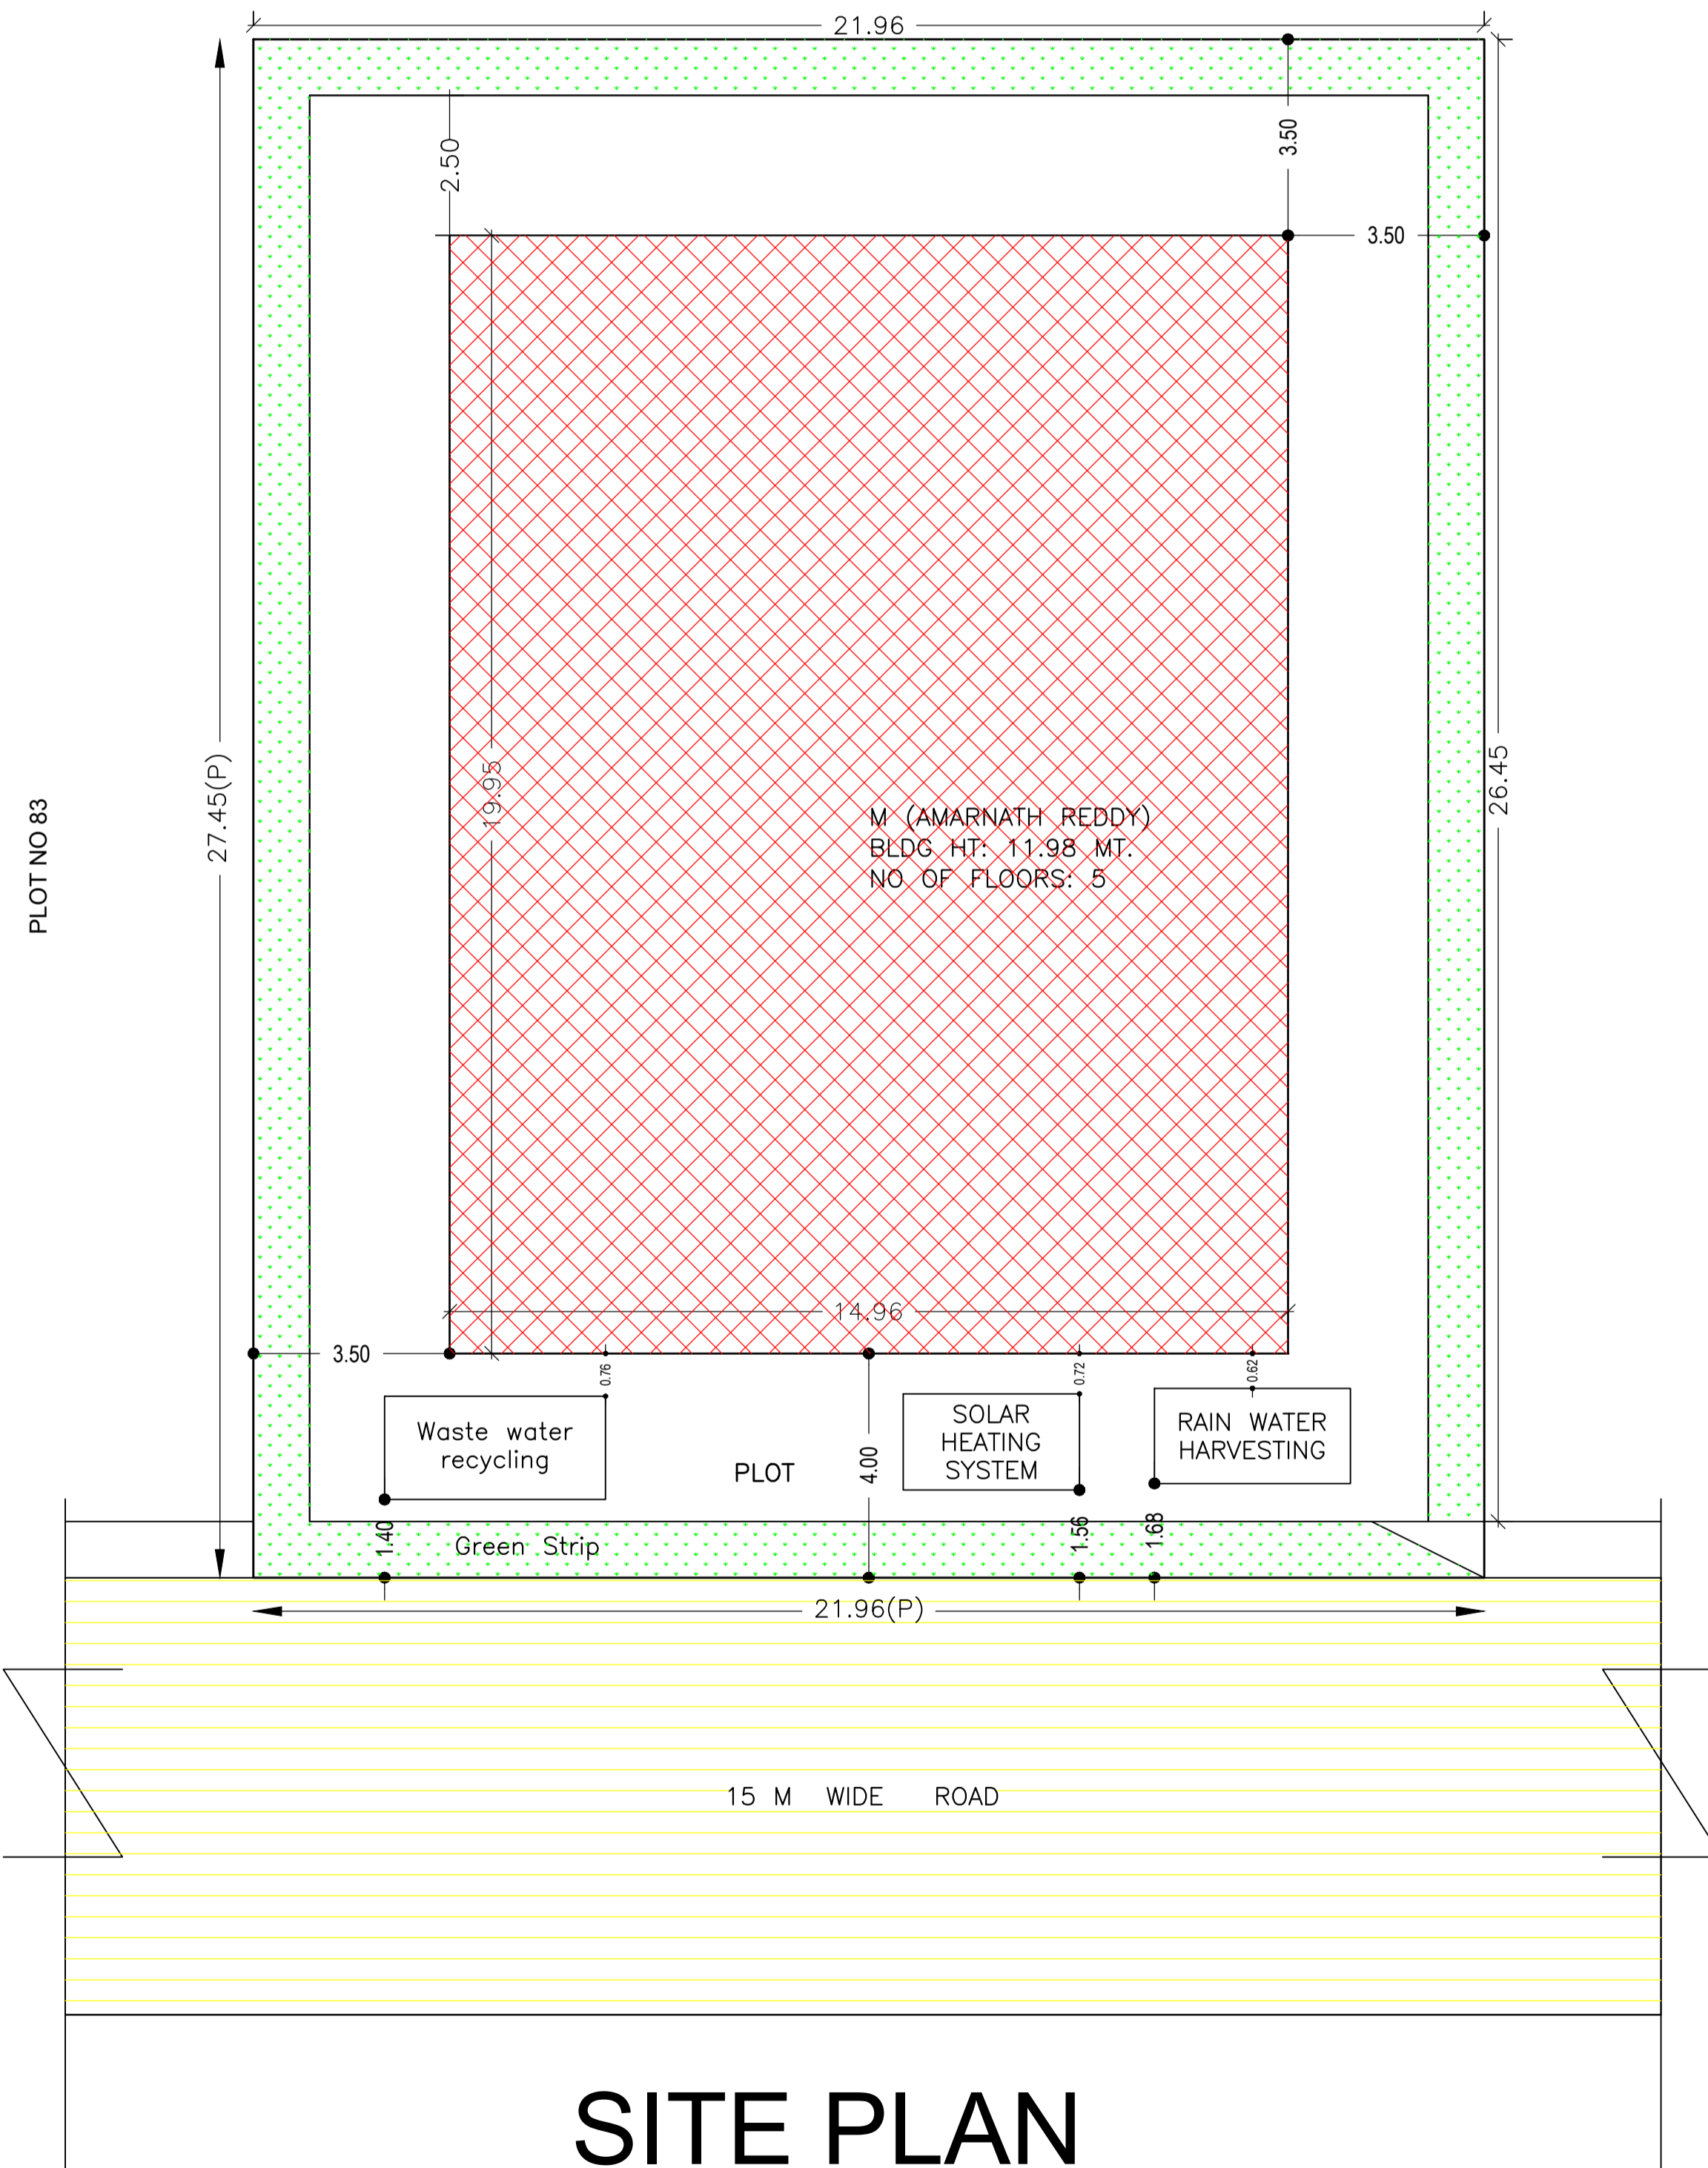 21.96
2.50
3.50
3.50
27.45(P)
PLOT NO 83
19.95
26.45
M (AMARNATH REDDY)
BLDG HT: 11.98 MT.
NO OF FLOORS: 5
14.96
3.50
0.76
0.72
0.62
Waste water
recycling
PLOT
4.00
SOLAR
HEATING
SYSTEM
RAIN WATER
HARVESTING
1.40
Green Strip
1.56
1.68
21.96(P)
15 M WIDE ROAD
SITE PLAN